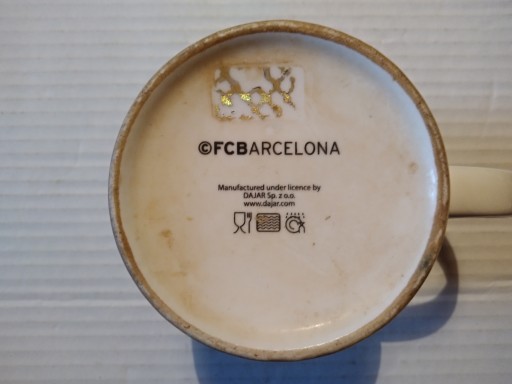 ©FCBARCELONA
Manufactured under licence by
DAJAR Sp. z o.o.
www.dajar.com